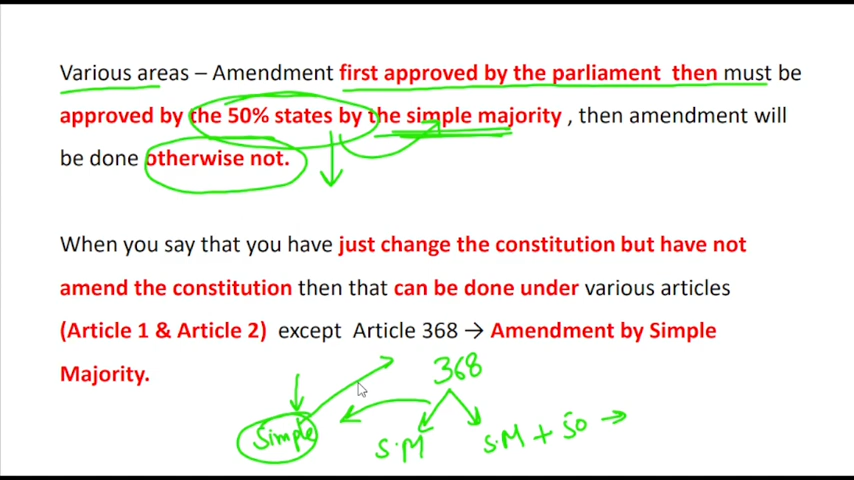 Various areas – Amendment first approved by the parliament then must be
approved by the 50% states by the simple majority , then amendment will
be done otherwise not.
When you say that you have just change the constitution but have not
amend the constitution then that can be done under various articles
(Article 1 & Article 2) except Article 368 → Amendment by Simple
Majority.
368
Simple S.M S.M + 50 →